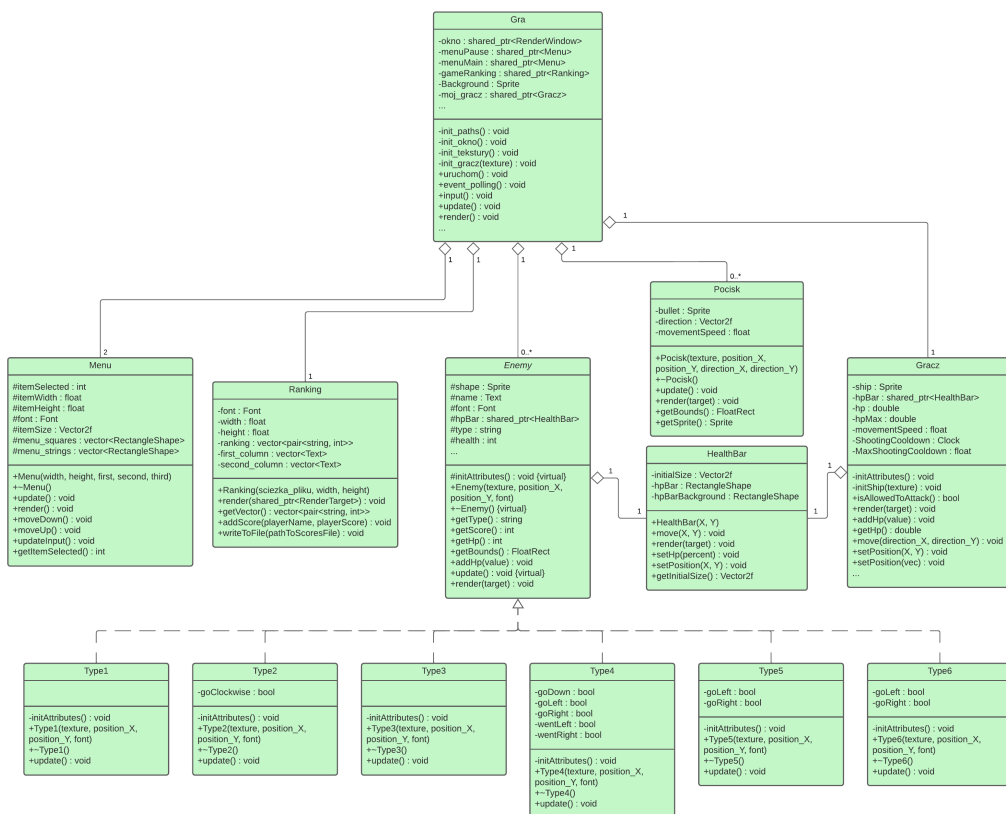 Gra
-okno : shared_ptr<RenderWindow>
-menuPause : shared_ptr<Menu>
-menuMain : shared_ptr<Menu>
-gameRanking : shared_ptr<Ranking>
-Background : Sprite
-moj_gracz : shared_ptr<Gracz>
...
-init_paths() : void
-init_okno() : void
-init_tekstury() : void
-init_gracz(texture) : void
+uruchom() : void
+event_polling() : void
+input() : void
+update() : void
+render() : void
...
1
1
1
1
1
2
1
0..*
0..*
1
Menu
#itemSelected : int
#itemWidth : float
#itemHeight : float
#font : Font
#itemSize : Vector2f
#menu_squares : vector<RectangleShape>
#menu_strings : vector<RectangleShape>
+Menu(width, height, first, second, third)
+~Menu()
+update() : void
+render() : void
+moveDown() : void
+moveUp() : void
+updateInput() : void
+getItemSelected() : int
Ranking
-font : Font
-width : float
-height : float
-ranking : vector<pair<string, int>>
-first_column : vector<Text>
-second_column : vector<Text>
+Ranking(sciezka_pliku, width, height)
+render(shared_ptr<RenderTarget>) : void
+getVector() : vector<pair<string, int>>
+addScore(playerName, playerScore) : void
+writeToFile(pathToScoresFile) : void
Enemy
#shape : Sprite
#name : Text
#font : Font
#hpBar : shared_ptr<HealthBar>
#type : string
#health : int
...
#initAttributes() : void {virtual}
+Enemy(texture, position_X,
position_Y, font)
+~Enemy() {virtual}
+getType() : string
+getScore() : int
+getHp() : int
+getBounds() : FloatRect
+addHp(value) : void
+update() : void {virtual}
+render(target) : void
Pocisk
-bullet : Sprite
-direction : Vector2f
-movementSpeed : float
+Pocisk(texture, position_X,
position_Y, direction_X, direction_Y)
+~Pocisk()
+update() : void
+render(target) : void
+getBounds() : FloatRect
+getSprite() : Sprite
HealthBar
-initialSize : Vector2f
-hpBar : RectangleShape
-hpBarBackground : RectangleShape
+HealthBar(X, Y)
+move(X, Y) : void
+render(target) : void
+setHp(percent) : void
+setPosition(X, Y) : void
+getInitialSize() : Vector2f
1
1
1
1
Gracz
-ship : Sprite
-hpBar : shared_ptr<HealthBar>
-hp : double
-hpMax : double
-movementSpeed : float
-ShootingCooldown : Clock
-MaxShootingCooldown : float
-initAttributes() : void
-initShip(texture) : void
+isAllowedToAttack() : bool
+render(target) : void
+addHp(value) : void
+getHp() : double
+move(direction_X, direction_Y) : void
+setPosition(X, Y) : void
+setPosition(vec) : void
...
Type1
-initAttributes() : void
+Type1(texture, position_X,
position_Y, font)
+~Type1()
+update() : void
Type2
-goClockwise : bool
-initAttributes() : void
+Type2(texture, position_X,
position_Y, font)
+~Type2()
+update() : void
Type3
-initAttributes() : void
+Type3(texture, position_X,
position_Y, font)
+~Type3()
+update() : void
Type4
-goDown : bool
-goLeft : bool
-goRight : bool
-wentLeft : bool
-wentRight : bool
-initAttributes() : void
+Type4(texture, position_X,
position_Y, font)
+~Type4()
+update() : void
Type5
-goLeft : bool
-goRight : bool
-initAttributes() : void
+Type5(texture, position_X,
position_Y, font)
+~Type5()
+update() : void
Type6
-goLeft : bool
-goRight : bool
-initAttributes() : void
+Type6(texture, position_X,
position_Y, font)
+~Type6()
+update() : void